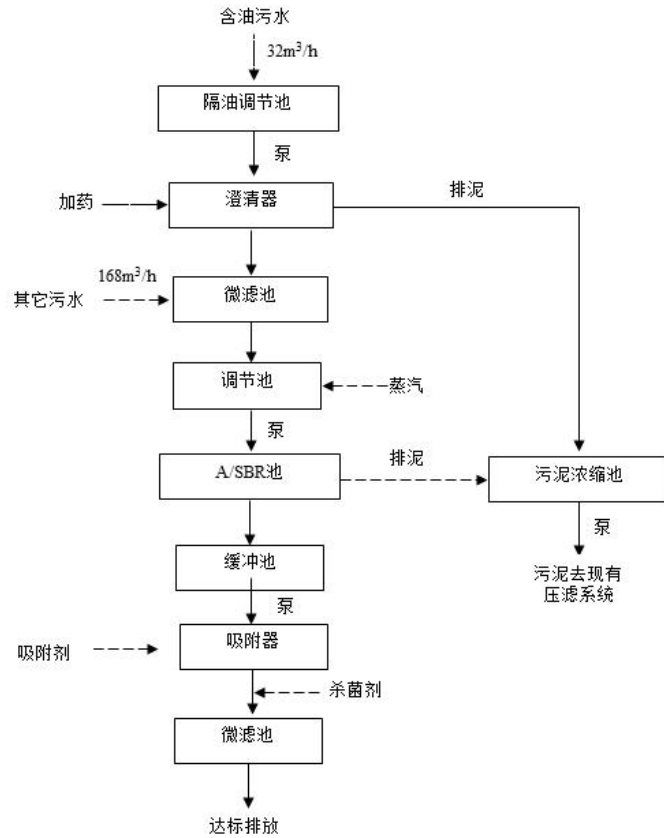 含油污水
32m³/h
隔油调节池
泵
加药
澄清器
排泥
168m³/h
其它污水
微滤池
调节池
蒸汽
泵
A/SBR池
排泥
污泥浓缩池
泵
缓冲池
污泥去现有
压滤系统
泵
吸附剂
吸附器
杀菌剂
微滤池
达标排放